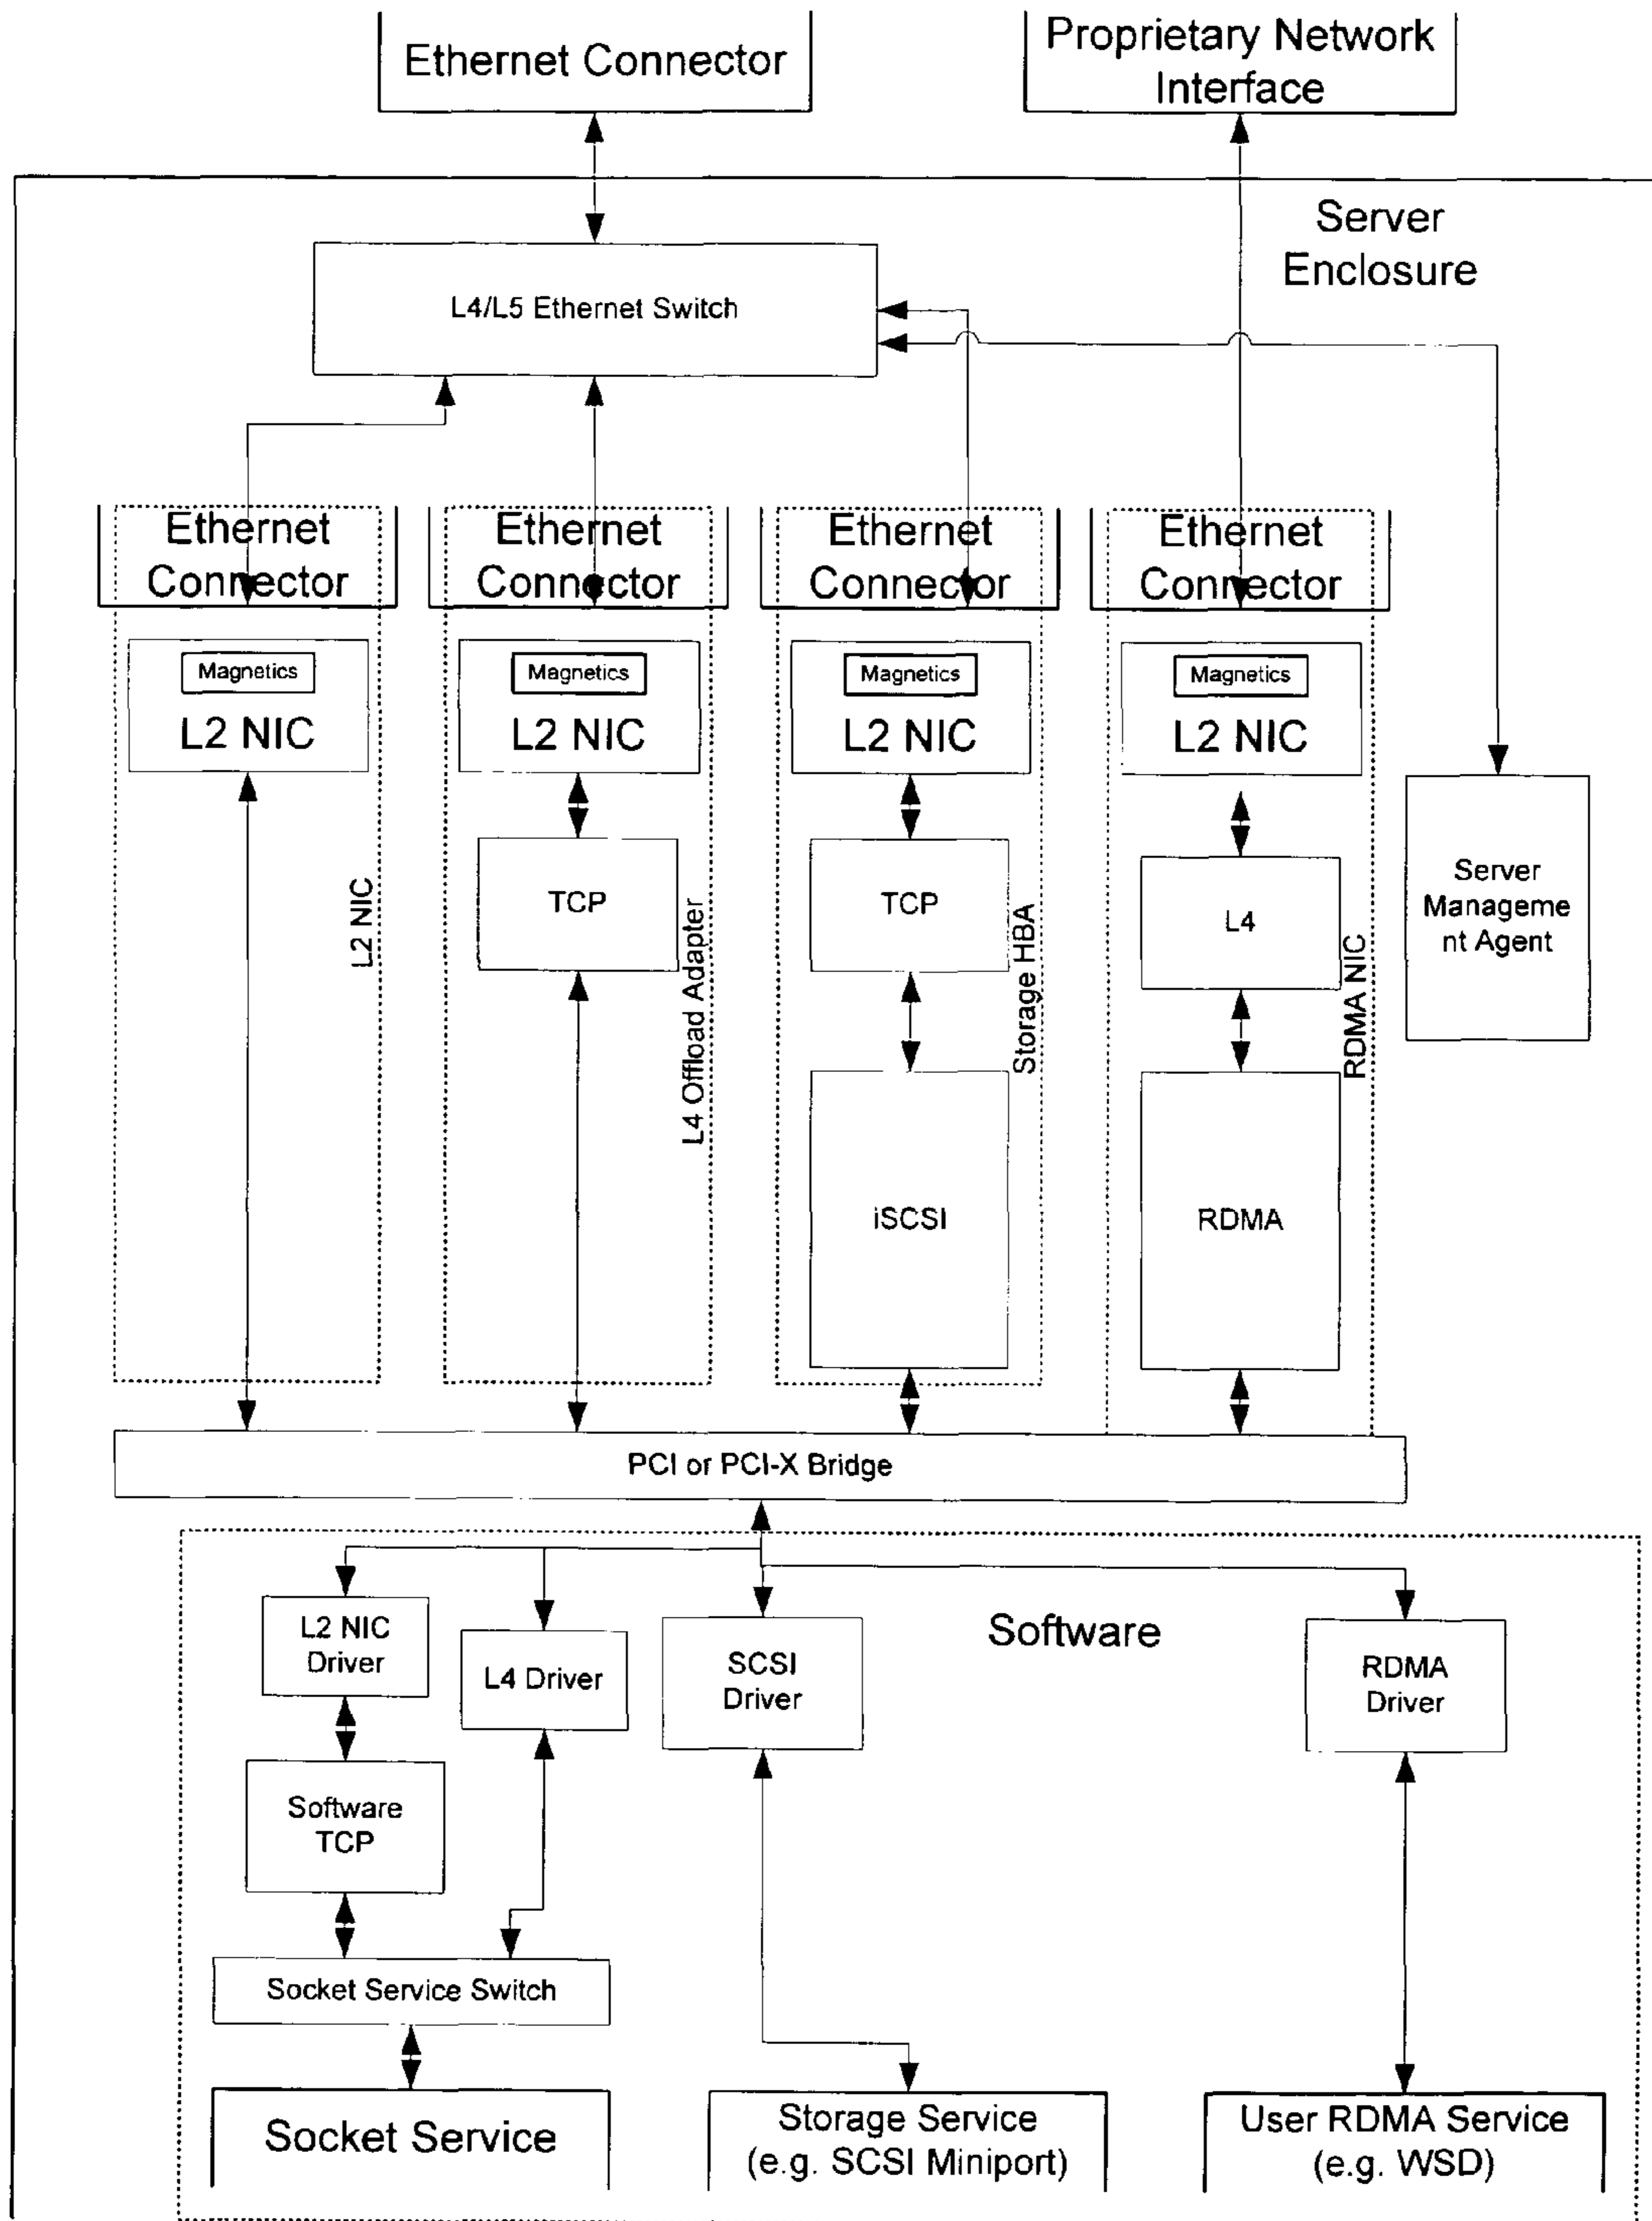 Ethernet Connector
Proprietary Network
Interface
Server
Enclosure
L4/L5 Ethernet Switch
Ethernet
Connector
Ethernet
Connector
Ethernet
Connector
Ethernet
Connector
Magnetics
L2 NIC
Magnetics
L2 NIC
Magnetics
L2 NIC
Magnetics
L2 NIC
L2 NIC
TCP
L4 Offload Adapter
TCP
Storage HBA
L4
RDMA NIC
Server
Manageme
nt Agent
iSCSI
RDMA
PCI or PCI-X Bridge
Software
L2 NIC
Driver
L4 Driver
SCSI
Driver
RDMA
Driver
Software
TCP
Socket Service Switch
Socket Service
Storage Service
(e.g. SCSI Miniport)
User RDMA Service
(e.g. WSD)